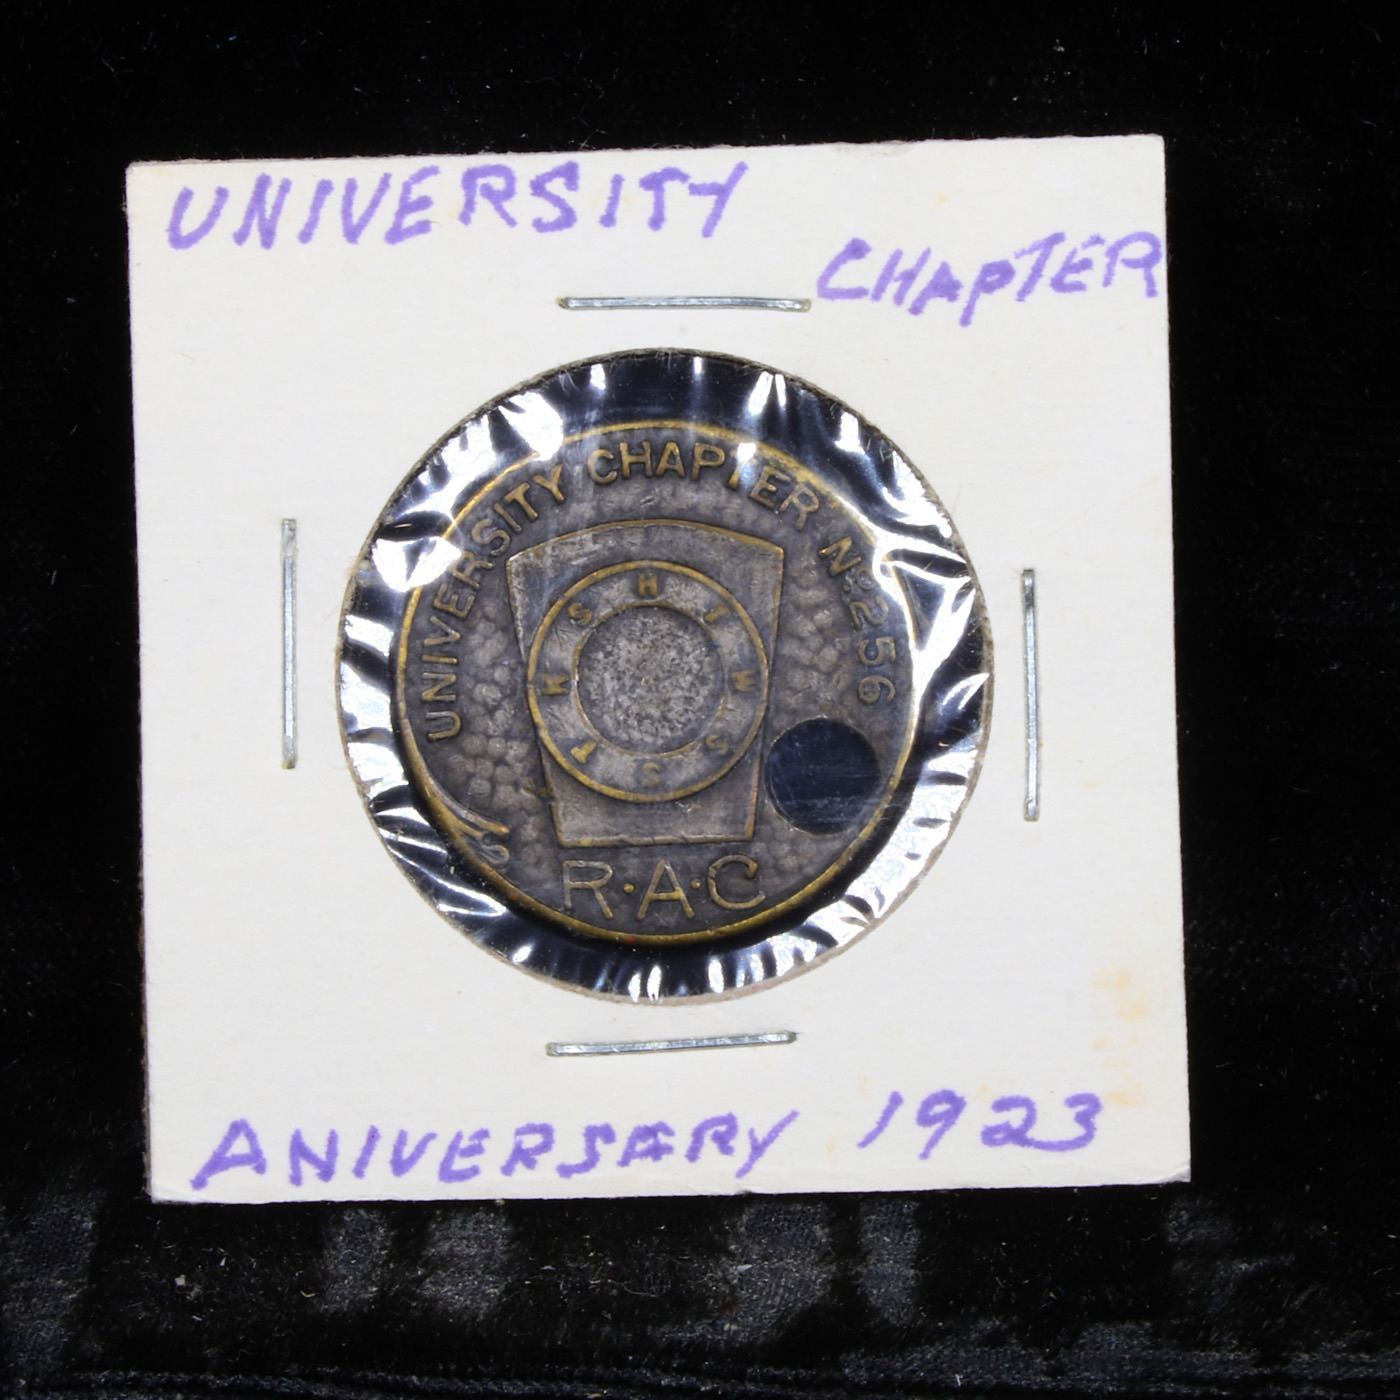 UNIVERSITY
CHAPTER
UNIVERSITY CHAPTER No. 256
H T W S S T K S
R·A·C
ANIVERSARY 1923